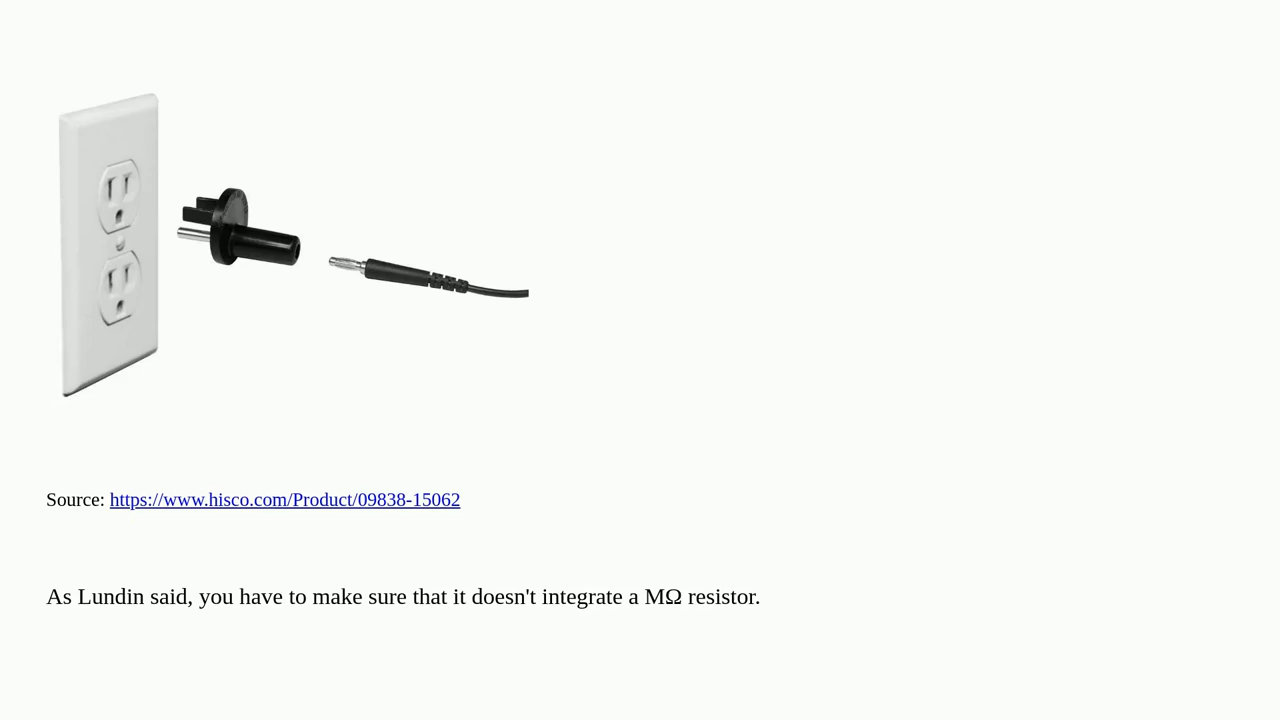 Source: https://www.hisco.com/Product/09838-15062
As Lundin said, you have to make sure that it doesn't integrate a MΩ resistor.